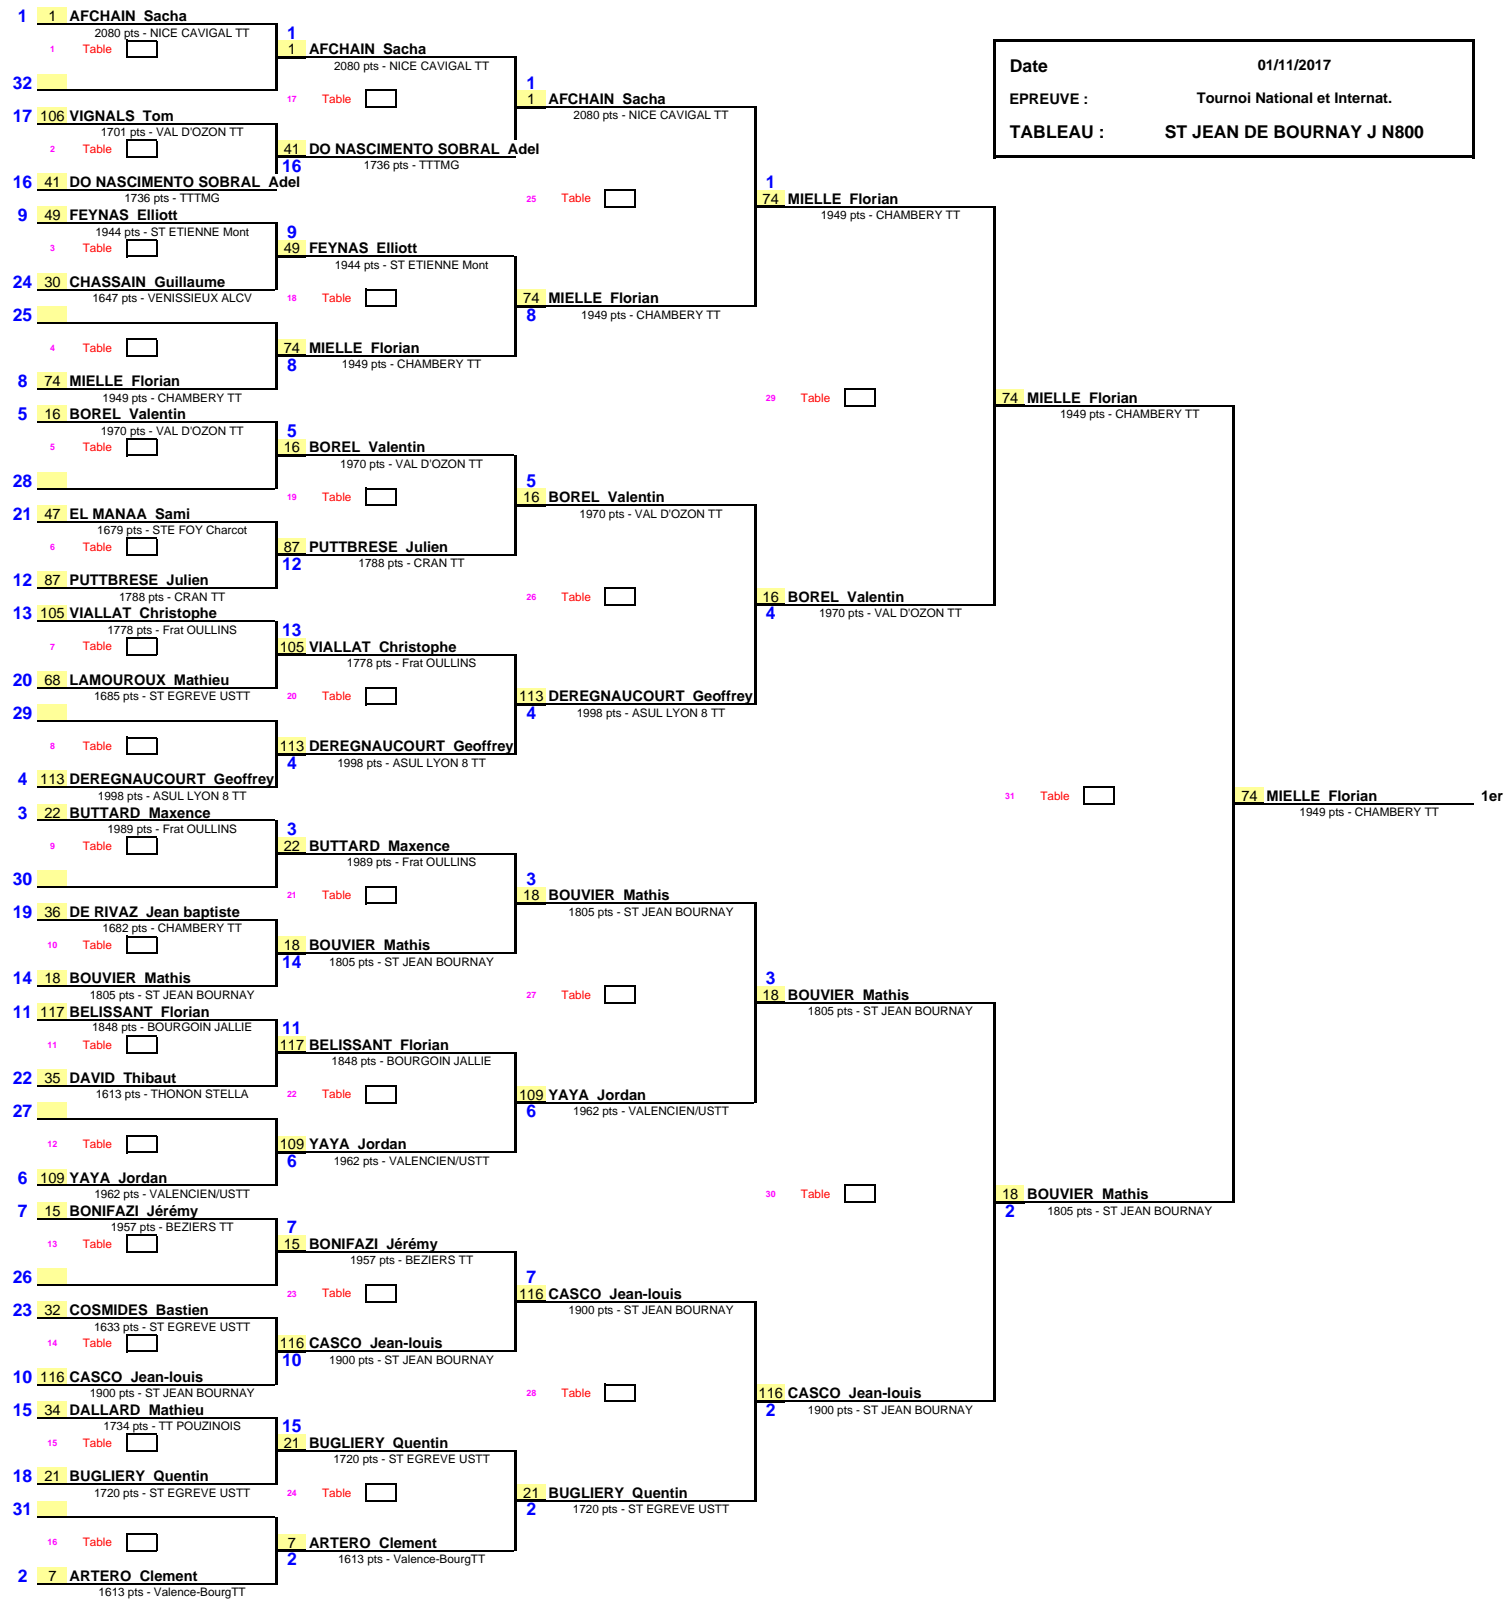 Date 01/11/2017
EPREUVE : Tournoi National et Internat.
TABLEAU : ST JEAN DE BOURNAY J N800
1 1 AFCHAIN Sacha
2080 pts - NICE CAVIGAL TT
1 Table
32
17 106 VIGNALS Tom
1701 pts - VAL D'OZON TT
2 Table
16 41 DO NASCIMENTO SOBRAL Adel
1736 pts - TTTMG
9 49 FEYNAS Elliott
1944 pts - ST ETIENNE Mont
3 Table
24 30 CHASSAIN Guillaume
1647 pts - VENISSIEUX ALCV
25
4 Table
8 74 MIELLE Florian
1949 pts - CHAMBERY TT
5 16 BOREL Valentin
1970 pts - VAL D'OZON TT
5 Table
28
21 47 EL MANAA Sami
1679 pts - STE FOY Charcot
6 Table
12 87 PUTTBRESE Julien
1788 pts - CRAN TT
13 105 VIALLAT Christophe
1778 pts - Frat OULLINS
7 Table
20 68 LAMOUROUX Mathieu
1685 pts - ST EGREVE USTT
29
8 Table
4 113 DEREGNAUCOURT Geoffrey
1998 pts - ASUL LYON 8 TT
3 22 BUTTARD Maxence
1989 pts - Frat OULLINS
9 Table
30
19 36 DE RIVAZ Jean baptiste
1682 pts - CHAMBERY TT
10 Table
14 18 BOUVIER Mathis
1805 pts - ST JEAN BOURNAY
11 117 BELISSANT Florian
1848 pts - BOURGOIN JALLIE
11 Table
22 35 DAVID Thibaut
1613 pts - THONON STELLA
27
12 Table
6 109 YAYA Jordan
1962 pts - VALENCIEN/USTT
7 15 BONIFAZI Jérémy
1957 pts - BEZIERS TT
13 Table
26
23 32 COSMIDES Bastien
1633 pts - ST EGREVE USTT
14 Table
10 116 CASCO Jean-louis
1900 pts - ST JEAN BOURNAY
15 34 DALLARD Mathieu
1734 pts - TT POUZINOIS
15 Table
18 21 BUGLIERY Quentin
1720 pts - ST EGREVE USTT
31
16 Table
2 7 ARTERO Clement
1613 pts - Valence-BourgTT
1
1 AFCHAIN Sacha
2080 pts - NICE CAVIGAL TT
17 Table
41 DO NASCIMENTO SOBRAL Adel
16
1736 pts - TTTMG
9
49 FEYNAS Elliott
1944 pts - ST ETIENNE Mont
18 Table
74 MIELLE Florian
8
1949 pts - CHAMBERY TT
5
16 BOREL Valentin
1970 pts - VAL D'OZON TT
19 Table
87 PUTTBRESE Julien
12
1788 pts - CRAN TT
13
105 VIALLAT Christophe
1778 pts - Frat OULLINS
20 Table
113 DEREGNAUCOURT Geoffrey
4
1998 pts - ASUL LYON 8 TT
3
22 BUTTARD Maxence
1989 pts - Frat OULLINS
21 Table
18 BOUVIER Mathis
14
1805 pts - ST JEAN BOURNAY
11
117 BELISSANT Florian
1848 pts - BOURGOIN JALLIE
22 Table
109 YAYA Jordan
6
1962 pts - VALENCIEN/USTT
7
15 BONIFAZI Jérémy
1957 pts - BEZIERS TT
23 Table
116 CASCO Jean-louis
10
1900 pts - ST JEAN BOURNAY
15
21 BUGLIERY Quentin
1720 pts - ST EGREVE USTT
24 Table
7 ARTERO Clement
2
1613 pts - Valence-BourgTT
1
1 AFCHAIN Sacha
2080 pts - NICE CAVIGAL TT
25 Table
74 MIELLE Florian
8
1949 pts - CHAMBERY TT
5
16 BOREL Valentin
1970 pts - VAL D'OZON TT
26 Table
113 DEREGNAUCOURT Geoffrey
4
1998 pts - ASUL LYON 8 TT
3
18 BOUVIER Mathis
1805 pts - ST JEAN BOURNAY
27 Table
109 YAYA Jordan
6
1962 pts - VALENCIEN/USTT
7
116 CASCO Jean-louis
1900 pts - ST JEAN BOURNAY
28 Table
21 BUGLIERY Quentin
2
1720 pts - ST EGREVE USTT
1
74 MIELLE Florian
1949 pts - CHAMBERY TT
29 Table
16 BOREL Valentin
4
1970 pts - VAL D'OZON TT
3
18 BOUVIER Mathis
1805 pts - ST JEAN BOURNAY
30 Table
116 CASCO Jean-louis
2
1900 pts - ST JEAN BOURNAY
74 MIELLE Florian
1949 pts - CHAMBERY TT
31 Table
18 BOUVIER Mathis
2
1805 pts - ST JEAN BOURNAY
74 MIELLE Florian 1er
1949 pts - CHAMBERY TT